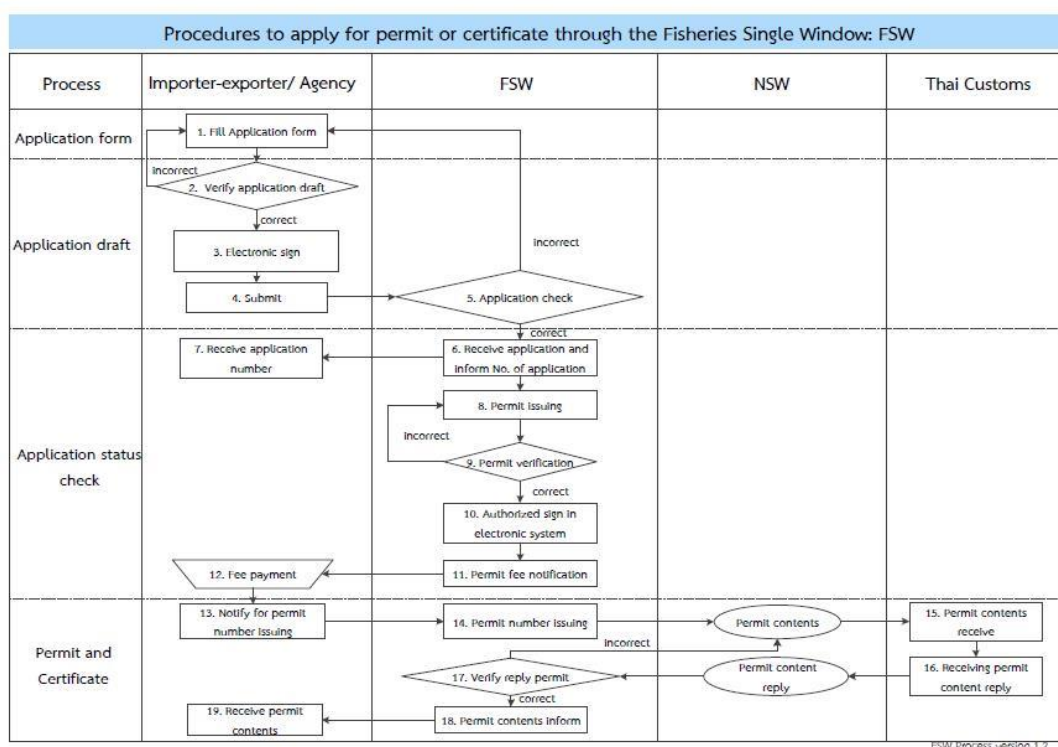 Procedures to apply for permit or certificate through the Fisheries Single Window: FSW
Process
Importer-exporter/ Agency
FSW
NSW
Thai Customs
Application form
1. Fill Application form
incorrect
2. Verify application draft
correct
Application draft
3. Electronic sign
incorrect
4. Submit
5. Application check
correct
7. Receive application
number
6. Receive application and
inform No. of application
8. Permit issuing
incorrect
Application status
check
9. Permit verification
correct
10. Authorized sign in
electronic system
12. Fee payment
11. Permit fee notification
13. Notify for permit
number issuing
14. Permit number issuing
Permit contents
15. Permit contents
receive
incorrect
Permit and
Certificate
17. Verify reply permit
Permit content
reply
16. Receiving permit
content reply
correct
19. Receive permit
contents
18. Permit contents inform
FSW Process version 1.2